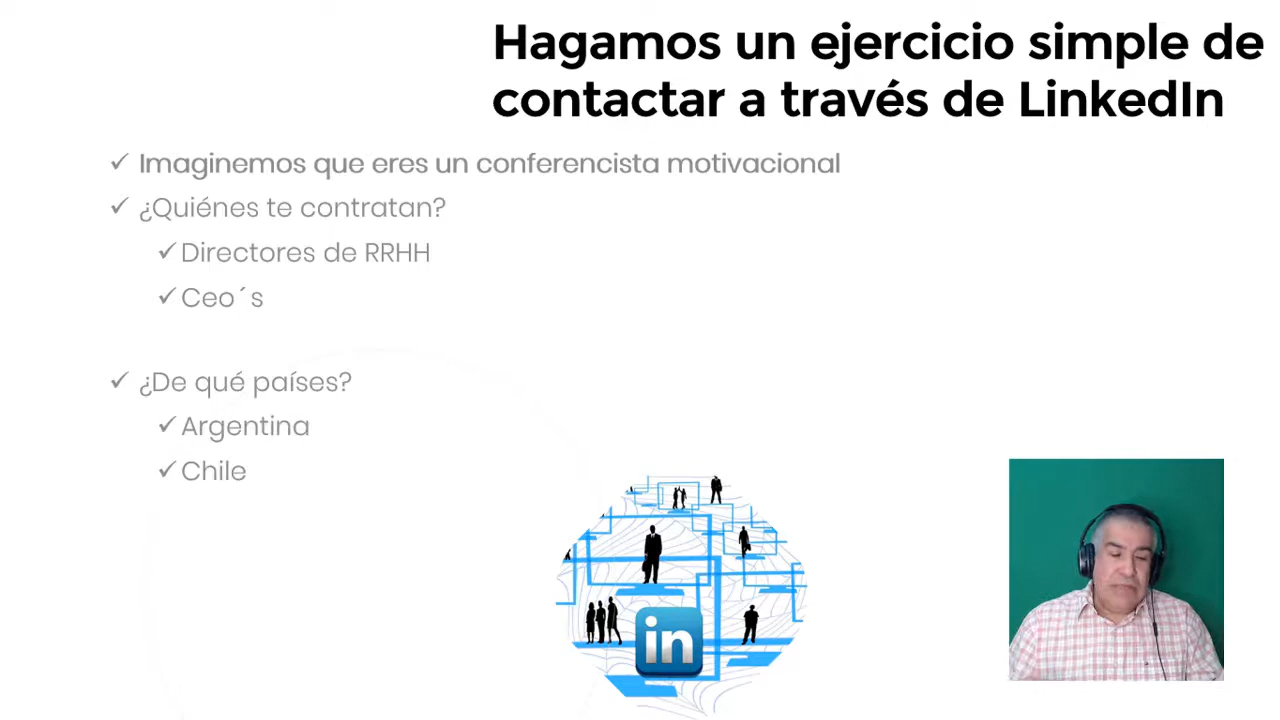 Hagamos un ejercicio simple de
contactar a través de LinkedIn
✓ Imaginemos que eres un conferencista motivacional
✓ ¿Quiénes te contratan?
✓ Directores de RRHH
✓ Ceo´s
✓ ¿De qué países?
✓ Argentina
✓ Chile
in